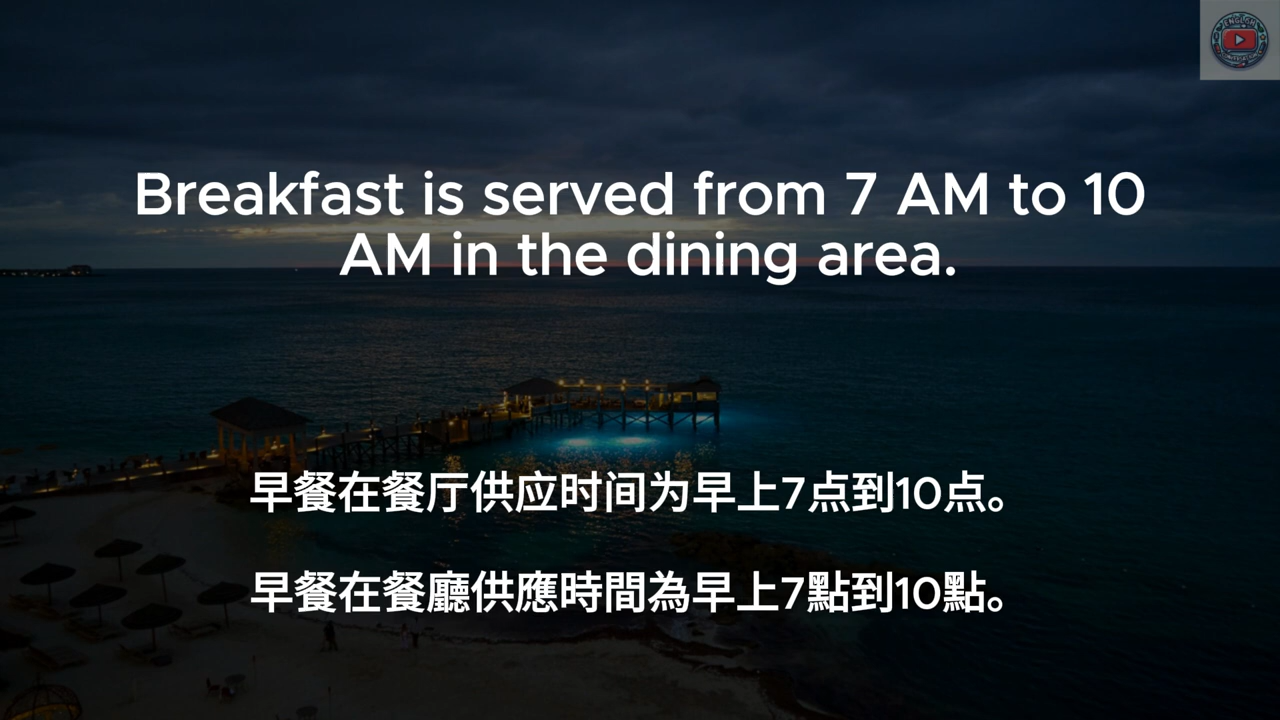 Breakfast is served from 7 AM to 10
AM in the dining area.
早餐在餐厅供应时间为早上7点到10点。
早餐在餐廳供應時間為早上7點到10點。